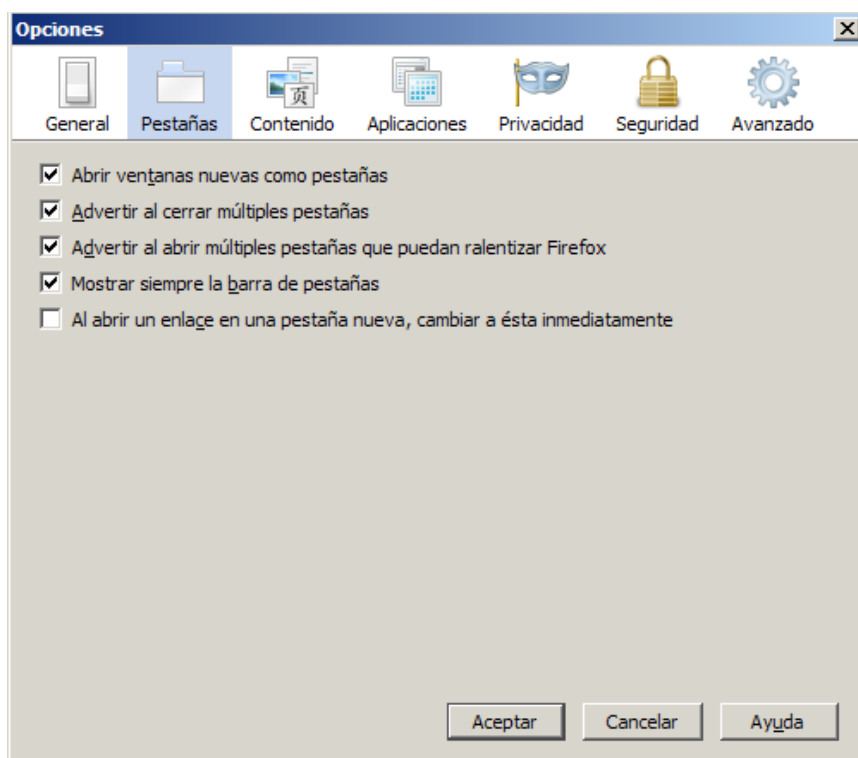 Opciones
General Pestañas Contenido Aplicaciones Privacidad Seguridad Avanzado
页
Abrir ventanas nuevas como pestañas
Advertir al cerrar múltiples pestañas
Advertir al abrir múltiples pestañas que puedan ralentizar Firefox
Mostrar siempre la barra de pestañas
Al abrir un enlace en una pestaña nueva, cambiar a ésta inmediatamente
Aceptar Cancelar Ayuda